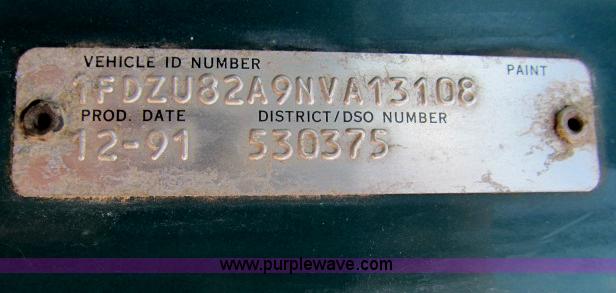 VEHICLE ID NUMBER
PAINT
1FDZU82A9NVA13108
PROD. DATE DISTRICT/DSO NUMBER
12-91 530375
www.purplewave.com